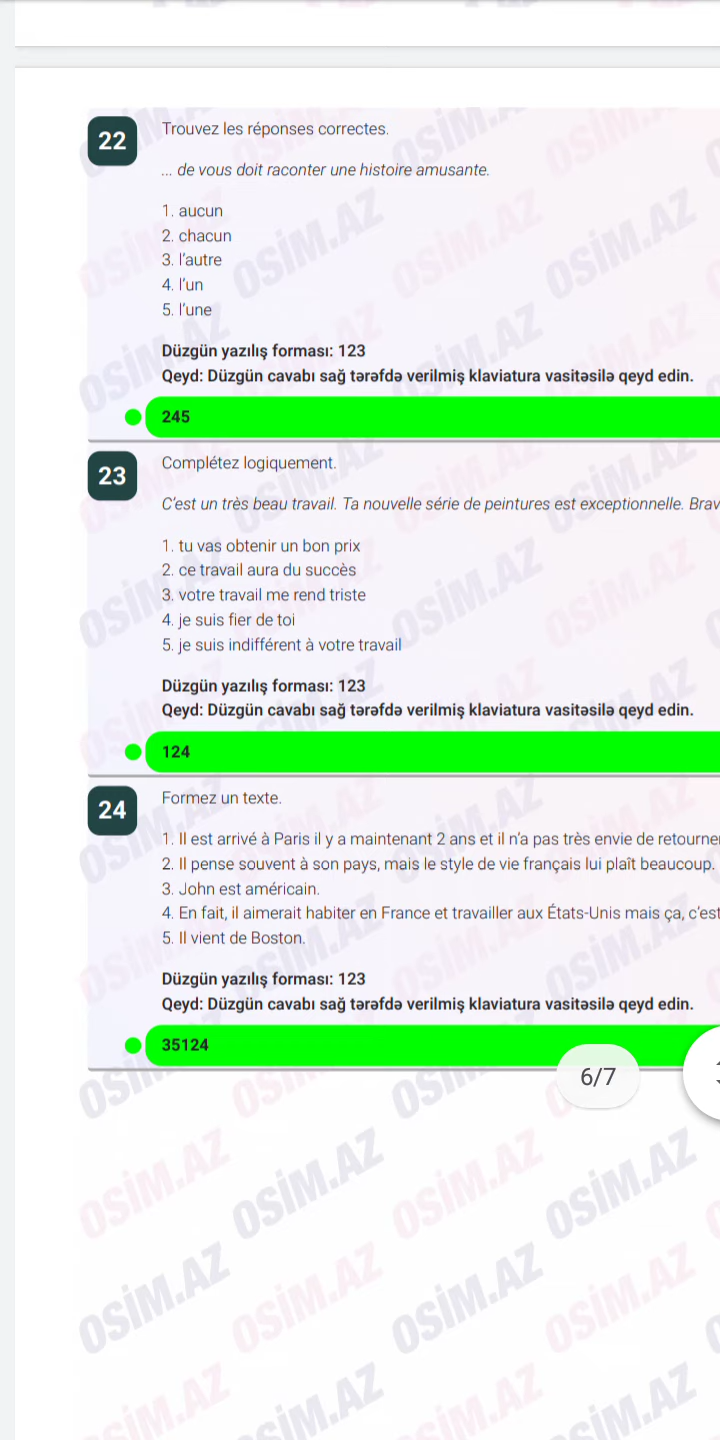 22
Trouvez les réponses correctes.
... de vous doit raconter une histoire amusante.
1. aucun
2. chacun
3. l'autre
4. l'un
5. l'une
Düzgün yazılış forması: 123
Qeyd: Düzgün cavabı sağ tərəfdə verilmiş klaviatura vasitəsilə qeyd edin.
245
23
Complétez logiquement.
C'est un très beau travail. Ta nouvelle série de peintures est exceptionnelle. Brav
1. tu vas obtenir un bon prix
2. ce travail aura du succès
3. votre travail me rend triste
4. je suis fier de toi
5. je suis indifférent à votre travail
Düzgün yazılış forması: 123
Qeyd: Düzgün cavabı sağ tərəfdə verilmiş klaviatura vasitəsilə qeyd edin.
124
24
Formez un texte.
1. Il est arrivé à Paris il y a maintenant 2 ans et il n'a pas très envie de retourne
2. Il pense souvent à son pays, mais le style de vie français lui plaît beaucoup.
3. John est américain.
4. En fait, il aimerait habiter en France et travailler aux États-Unis mais ça, c'est
5. Il vient de Boston.
Düzgün yazılış forması: 123
Qeyd: Düzgün cavabı sağ tərəfdə verilmiş klaviatura vasitəsilə qeyd edin.
35124
6/7
OSİM.AZ